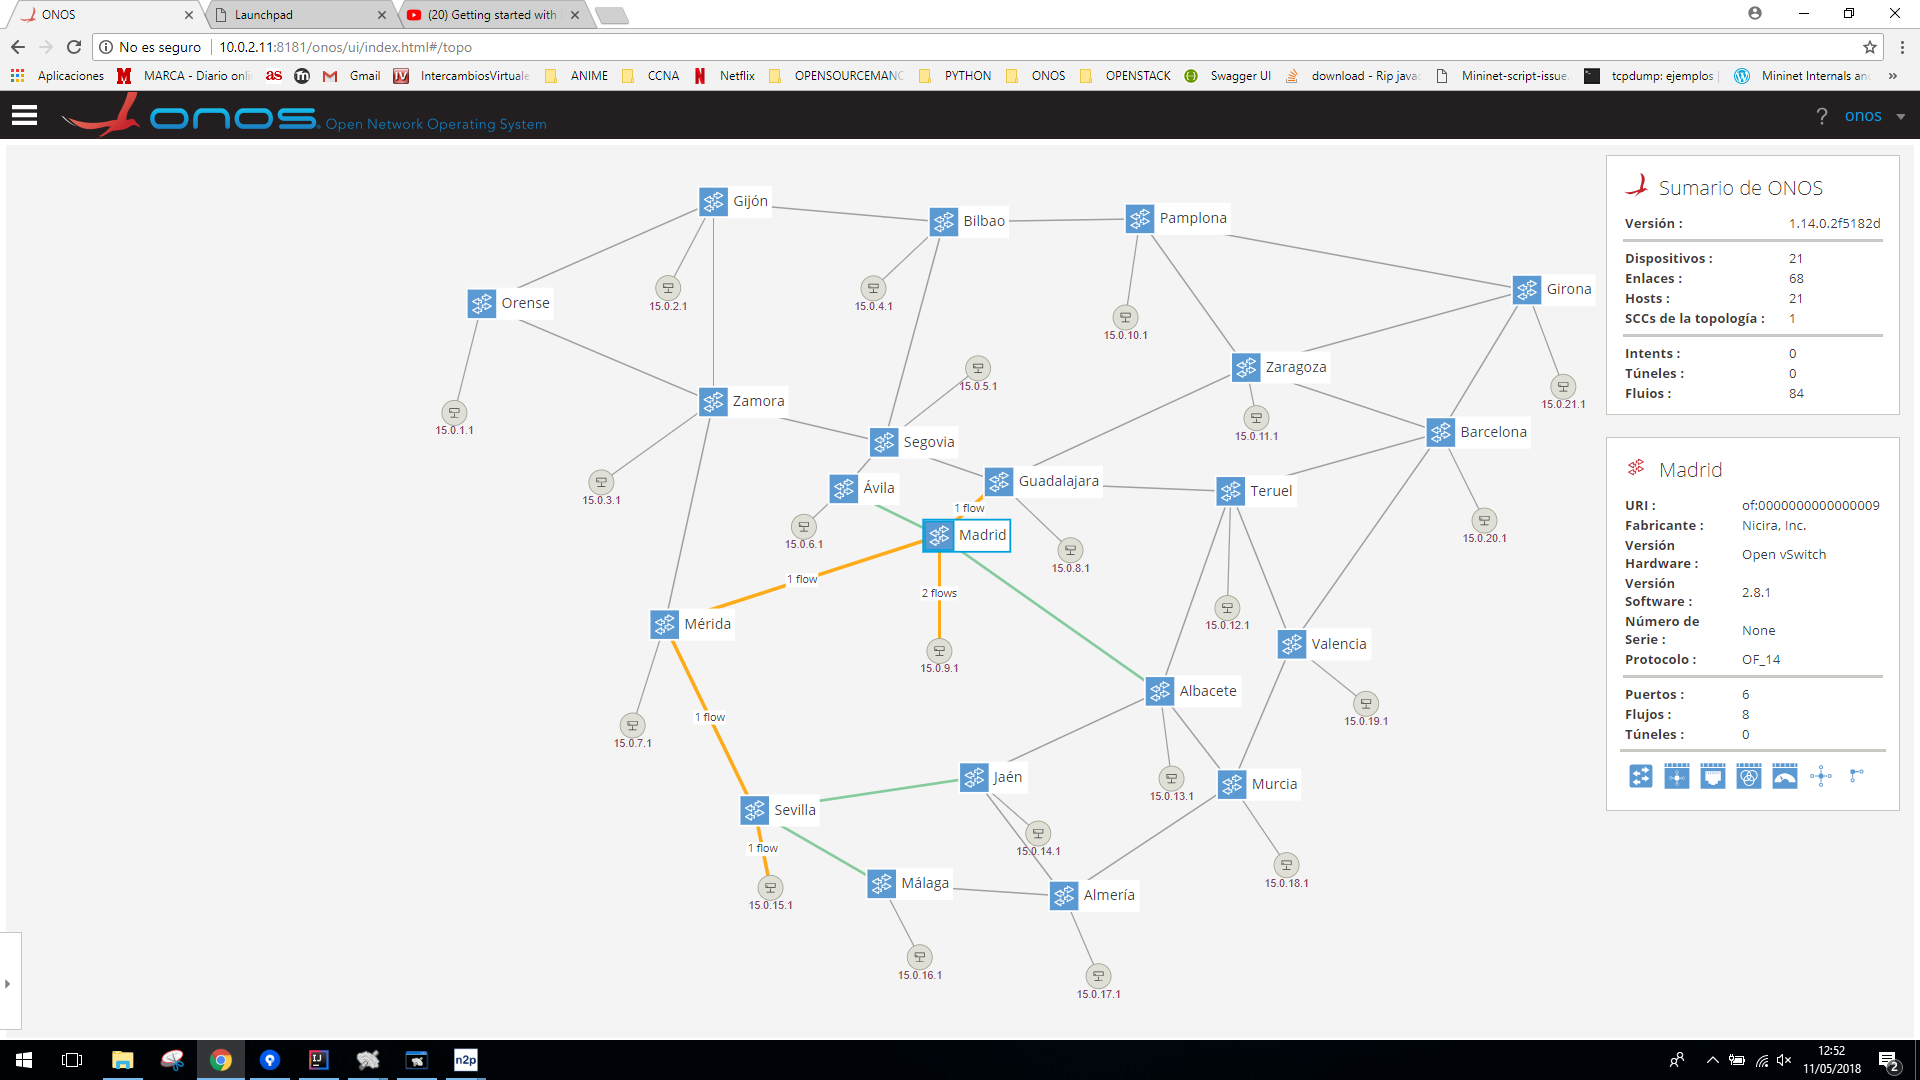 ONOS
Launchpad
(20) Getting started with
No es seguro
10.0.2.11:8181/onos/ui/index.html#/topo
Aplicaciones
MARCA - Diario onli
as
m
Gmail
IntercambiosVirtuale
ANIME
CCNA
Netflix
OPENSOURCEMANO
PYTHON
ONOS
OPENSTACK
Swagger UI
download - Rip javac
Mininet-script-issue.
tcpdump: ejemplos
Mininet Internals and
»
onos Open Network Operating System
?
onos
Gijón
Bilbao
Pamplona
Orense
15.0.2.1
15.0.4.1
15.0.10.1
Girona
Zaragoza
15.0.5.1
15.0.21.1
Zamora
15.0.1.1
15.0.11.1
Barcelona
Segovia
Guadalajara
15.0.3.1
Ávila
Teruel
1 flow
Madrid
15.0.6.1
15.0.8.1
15.0.20.1
1 flow
2 flows
Mérida
15.0.12.1
Valencia
15.0.9.1
Albacete
1 flow
15.0.19.1
15.0.7.1
Jaén
Murcia
15.0.13.1
Sevilla
1 flow
15.0.14.1
Málaga
Almería
15.0.18.1
15.0.15.1
15.0.16.1
15.0.17.1
Sumario de ONOS
Versión : 1.14.0.2f5182d
Dispositivos : 21
Enlaces : 68
Hosts : 21
SCCs de la topología : 1
Intents : 0
Túneles : 0
Flujos : 84
Madrid
URI : of:0000000000000009
Fabricante : Nicira, Inc.
Versión Hardware : Open vSwitch
Versión Software : 2.8.1
Número de Serie : None
Protocolo : OF_14
Puertos : 6
Flujos : 8
Túneles : 0
IJ
n2p
12:52
11/05/2018
2